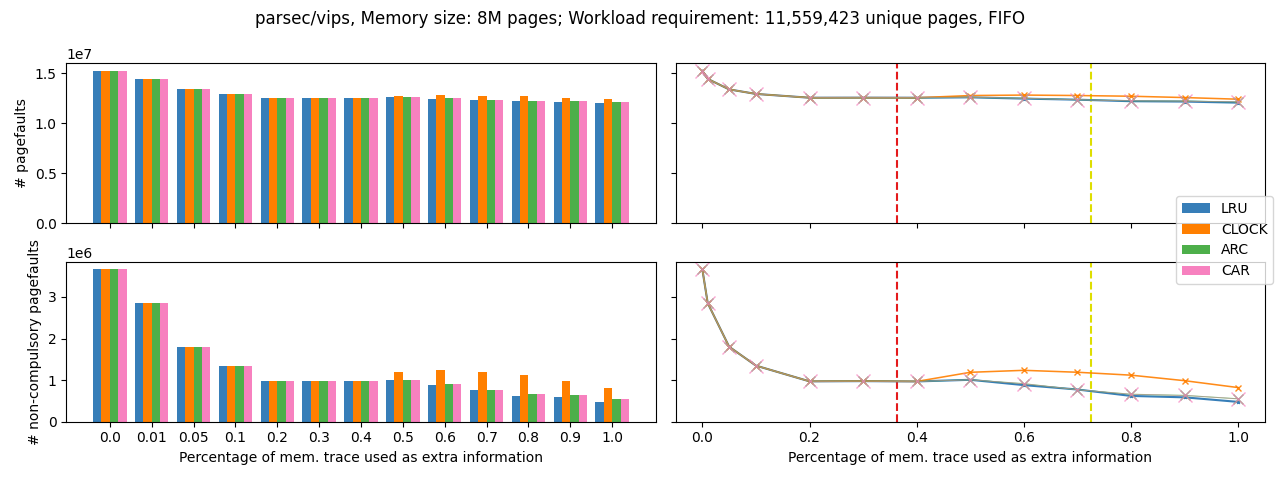 parsec/vips, Memory size: 8M pages; Workload requirement: 11,559,423 unique pages, FIFO
1e7
# pagefaults
1.5
1.0
0.5
0.0
LRU
CLOCK
ARC
CAR
1e6
# non-compulsory pagefaults
3
2
1
0
0.0 0.01 0.05 0.1 0.2 0.3 0.4 0.5 0.6 0.7 0.8 0.9 1.0
Percentage of mem. trace used as extra information
0.0 0.2 0.4 0.6 0.8 1.0
Percentage of mem. trace used as extra information